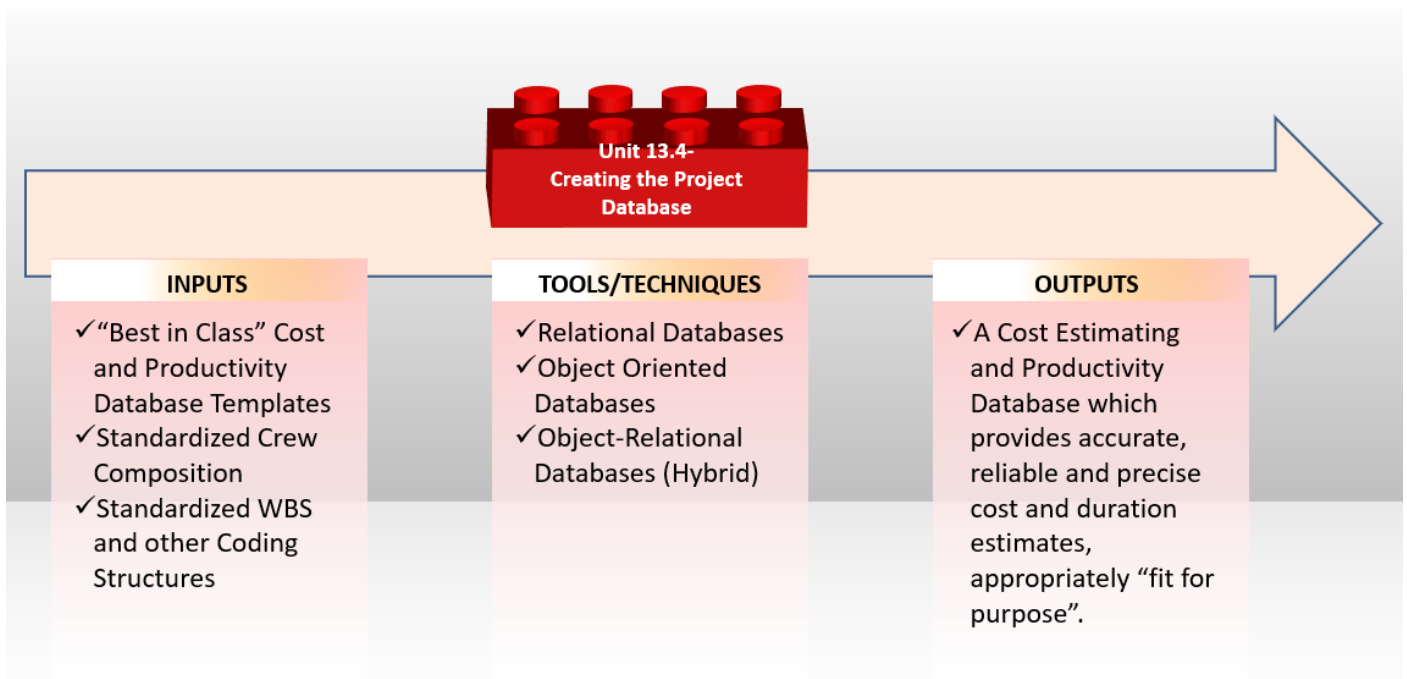 Unit 13.4-
Creating the Project
Database
INPUTS
✓“Best in Class” Cost
and Productivity
Database Templates
✓Standardized Crew
Composition
✓Standardized WBS
and other Coding
Structures
TOOLS/TECHNIQUES
✓Relational Databases
✓Object Oriented
Databases
✓Object-Relational
Databases (Hybrid)
OUTPUTS
✓A Cost Estimating
and Productivity
Database which
provides accurate,
reliable and precise
cost and duration
estimates,
appropriately “fit for
purpose”.